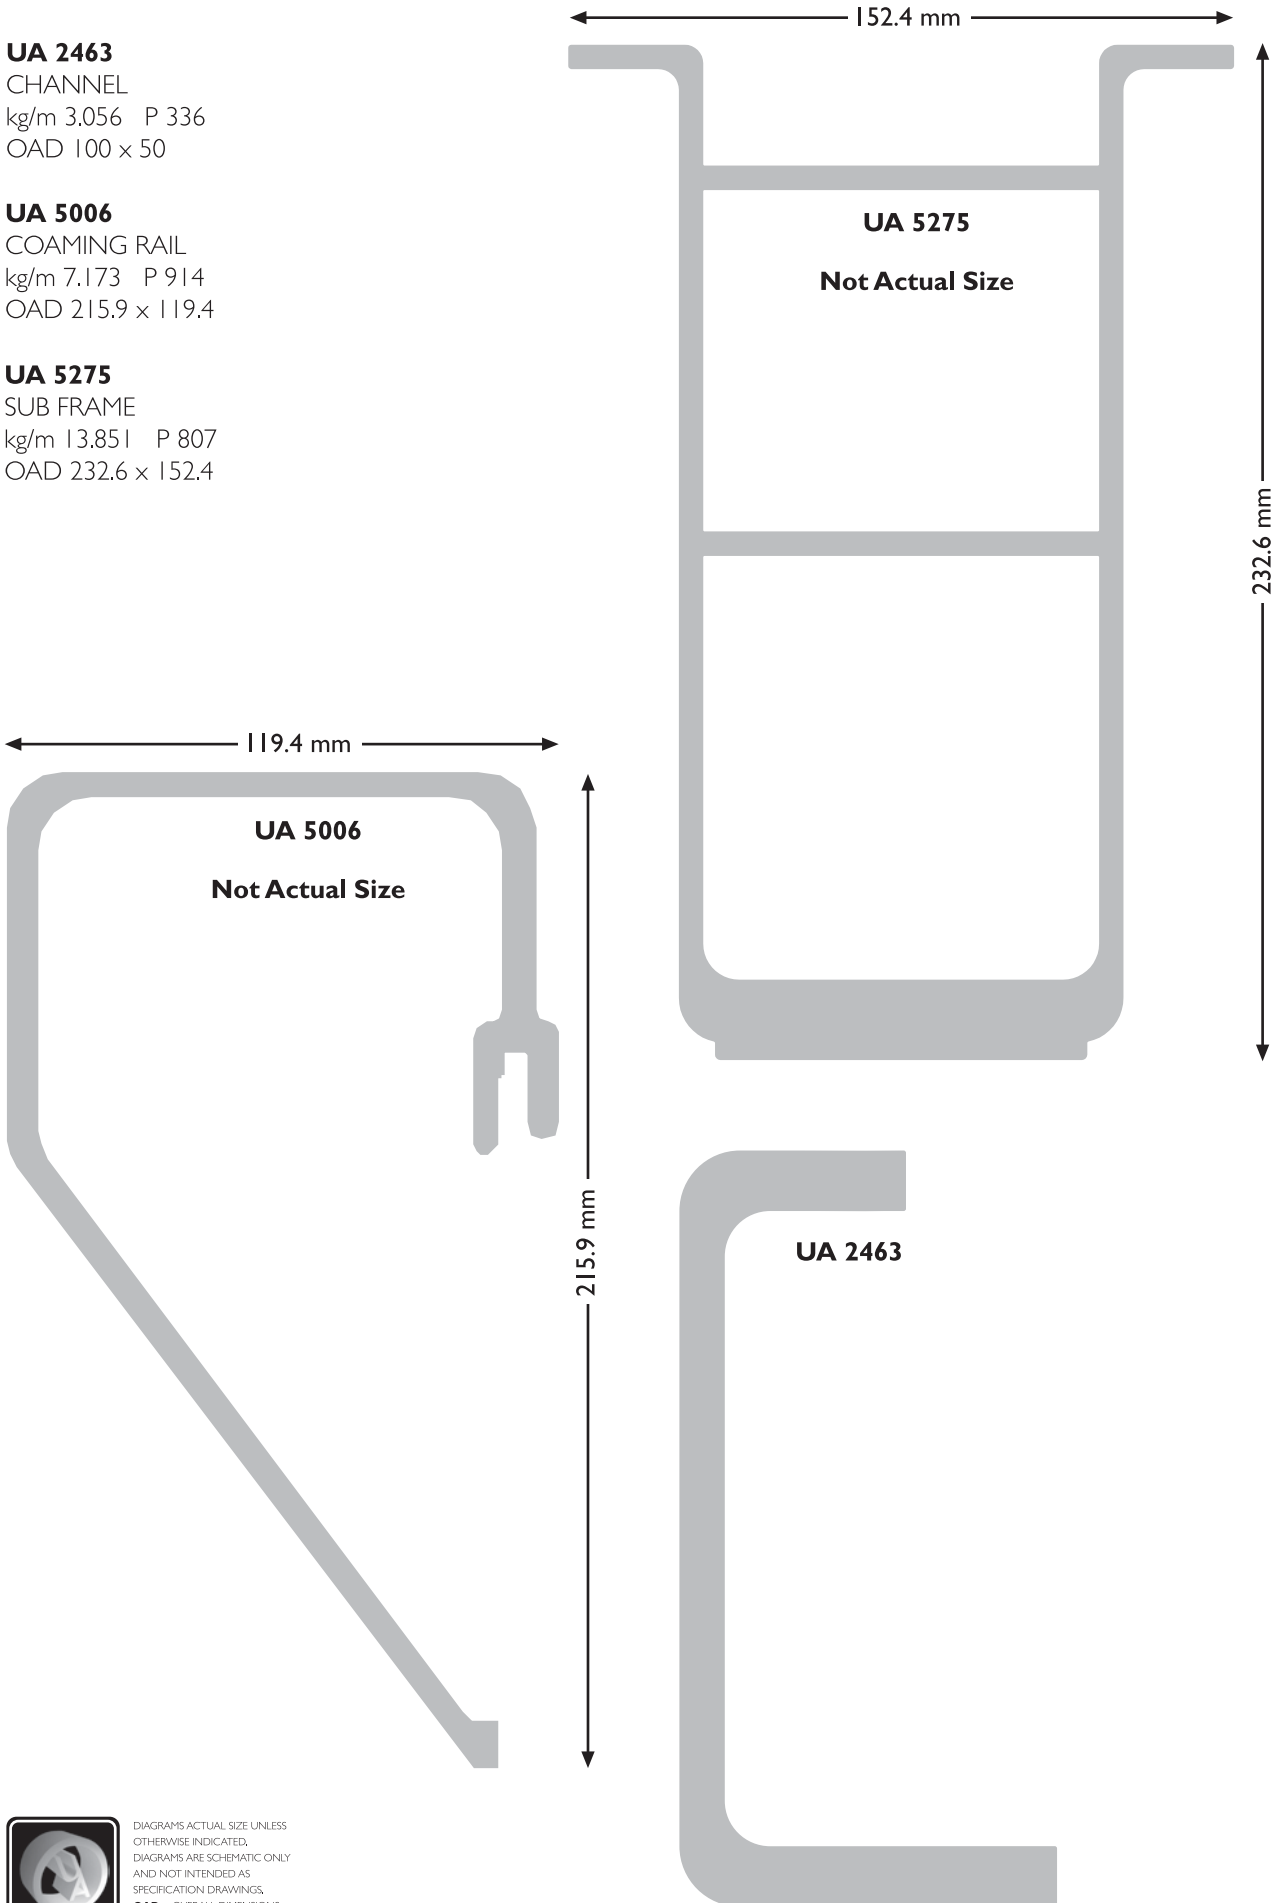 UA 2463
CHANNEL
kg/m 3.056 P 336
OAD 100 x 50
UA 5006
COAMING RAIL
kg/m 7.173 P 914
OAD 215.9 x 119.4
UA 5275
SUB FRAME
kg/m 13.851 P 807
OAD 232.6 x 152.4
152.4 mm
UA 5275
Not Actual Size
232.6 mm
119.4 mm
UA 5006
Not Actual Size
215.9 mm
UA 2463
UA
DIAGRAMS ACTUAL SIZE UNLESS
OTHERWISE INDICATED.
DIAGRAMS ARE SCHEMATIC ONLY
AND NOT INTENDED AS
SPECIFICATION DRAWINGS.